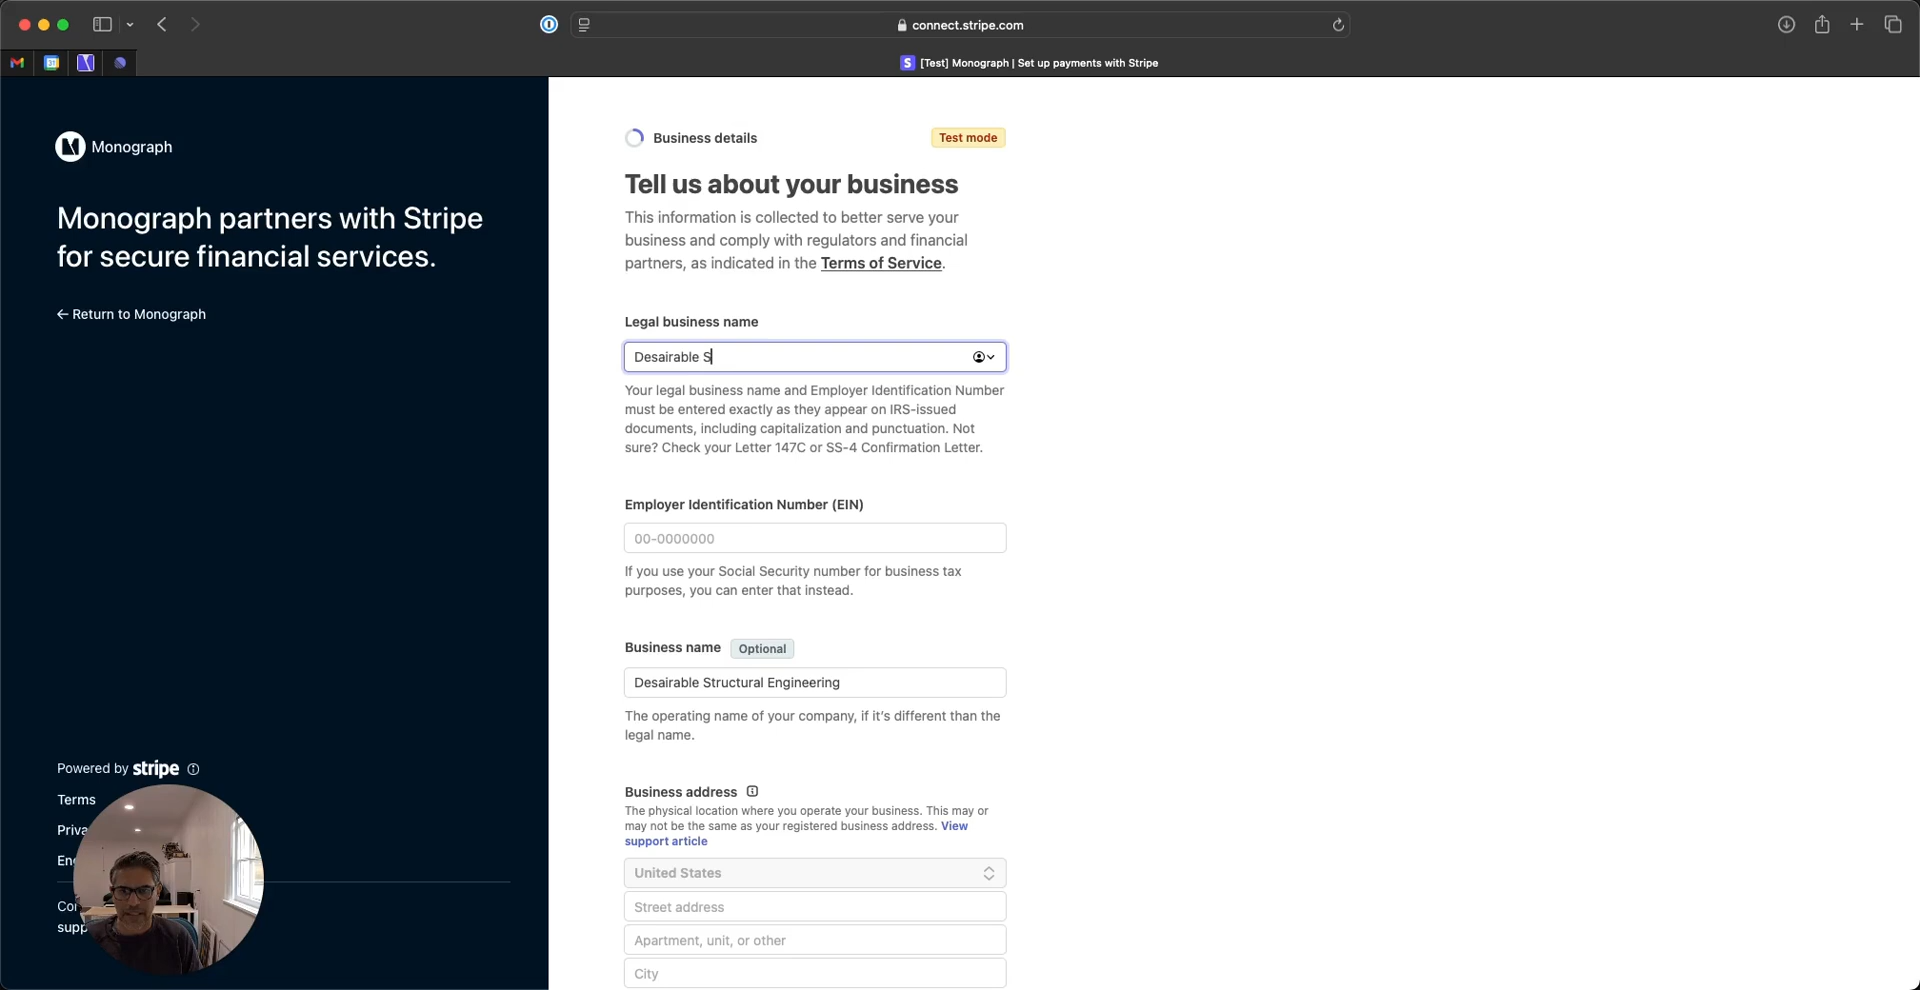 connect.stripe.com
S [Test] Monograph | Set up payments with Stripe
Monograph
Monograph partners with Stripe
for secure financial services.
← Return to Monograph
Powered by stripe
Terms
Business details
Test mode
Tell us about your business
This information is collected to better serve your
business and comply with regulators and financial
partners, as indicated in the Terms of Service.
Legal business name
Desairable S
Your legal business name and Employer Identification Number
must be entered exactly as they appear on IRS-issued
documents, including capitalization and punctuation. Not
sure? Check your Letter 147C or SS-4 Confirmation Letter.
Employer Identification Number (EIN)
00-0000000
If you use your Social Security number for business tax
purposes, you can enter that instead.
Business name Optional
Desairable Structural Engineering
The operating name of your company, if it's different than the
legal name.
Business address
The physical location where you operate your business. This may or
may not be the same as your registered business address. View
support article
United States
Street address
Apartment, unit, or other
City